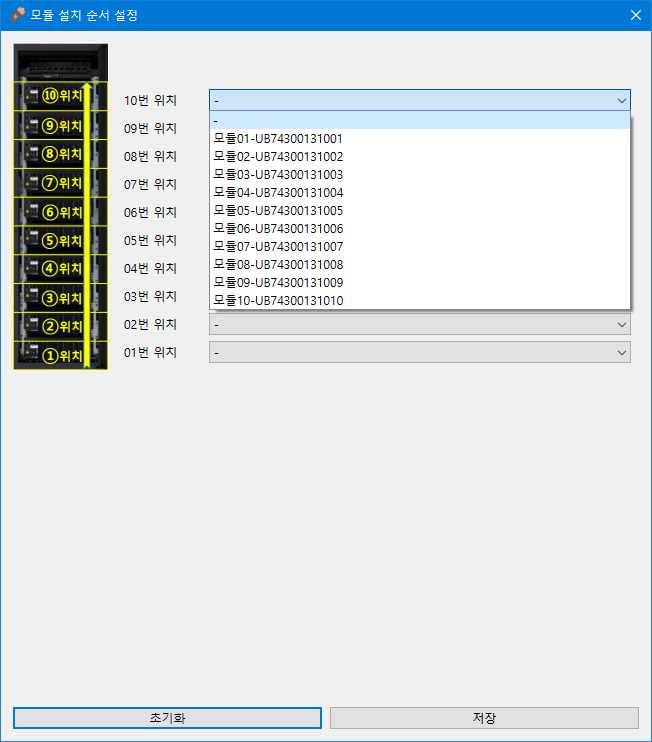 모듈 설치 순서 설정
⑩위치
⑨위치
⑧위치
⑦위치
⑥위치
⑤위치
④위치
③위치
②위치
①위치
10번 위치
-
09번 위치
08번 위치
07번 위치
06번 위치
05번 위치
04번 위치
03번 위치
-
모듈01-UB74300131001
모듈02-UB74300131002
모듈03-UB74300131003
모듈04-UB74300131004
모듈05-UB74300131005
모듈06-UB74300131006
모듈07-UB74300131007
모듈08-UB74300131008
모듈09-UB74300131009
모듈10-UB74300131010
02번 위치 -
01번 위치 -
초기화 저장